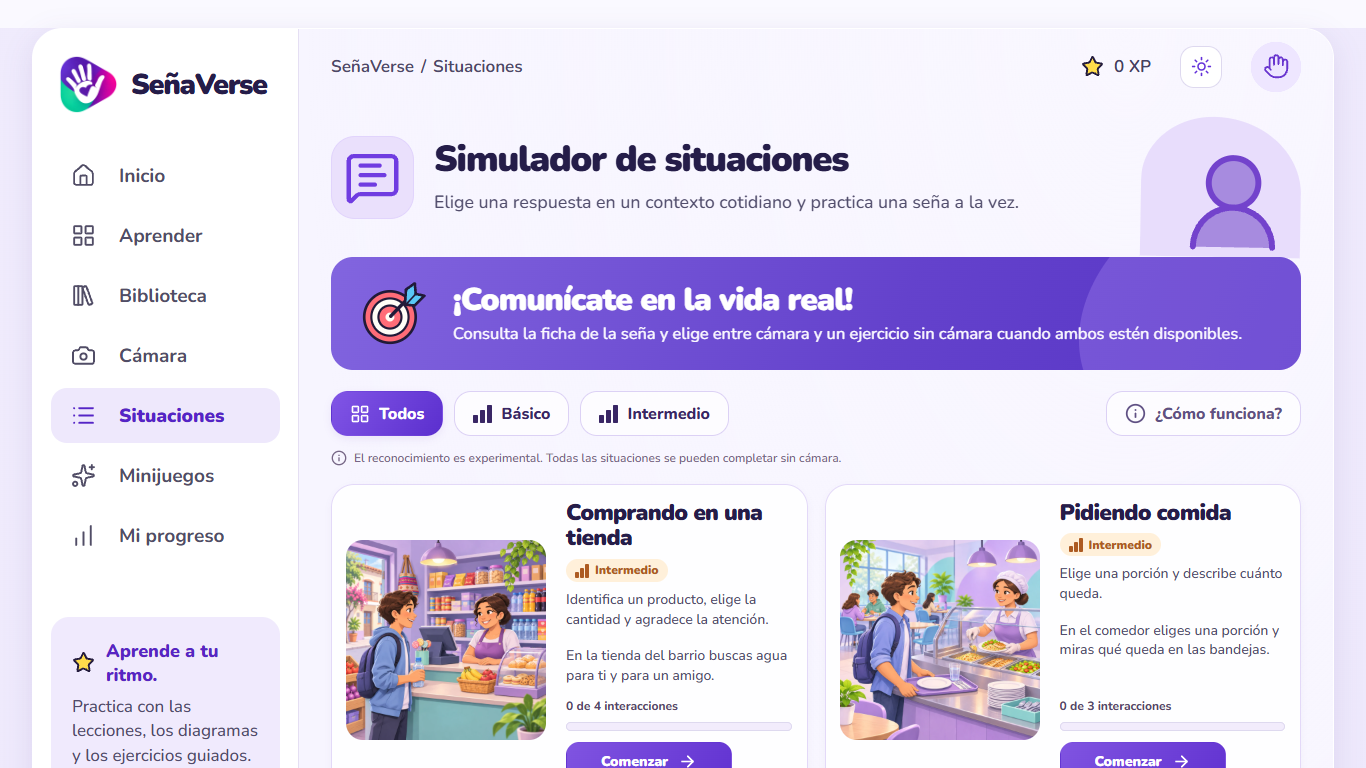 SeñaVerse
Inicio
Aprender
Biblioteca
Cámara
Situaciones
Minijuegos
Mi progreso
Aprende a tu
ritmo.
Practica con las
lecciones, los diagramas
y los ejercicios guiados.
SeñaVerse / Situaciones
0 XP
Simulador de situaciones
Elige una respuesta en un contexto cotidiano y practica una seña a la vez.
¡Comunícate en la vida real!
Consulta la ficha de la seña y elige entre cámara y un ejercicio sin cámara cuando ambos estén disponibles.
Todos
Básico
Intermedio
¿Cómo funciona?
El reconocimiento es experimental. Todas las situaciones se pueden completar sin cámara.
Comprando en una
tienda
Intermedio
Identifica un producto, elige la
cantidad y agradece la atención.
En la tienda del barrio buscas agua
para ti y para un amigo.
0 de 4 interacciones
Comenzar
Pidiendo comida
Intermedio
Elige una porción y describe cuánto
queda.
En el comedor eliges una porción y
miras qué queda en las bandejas.
0 de 3 interacciones
Comenzar